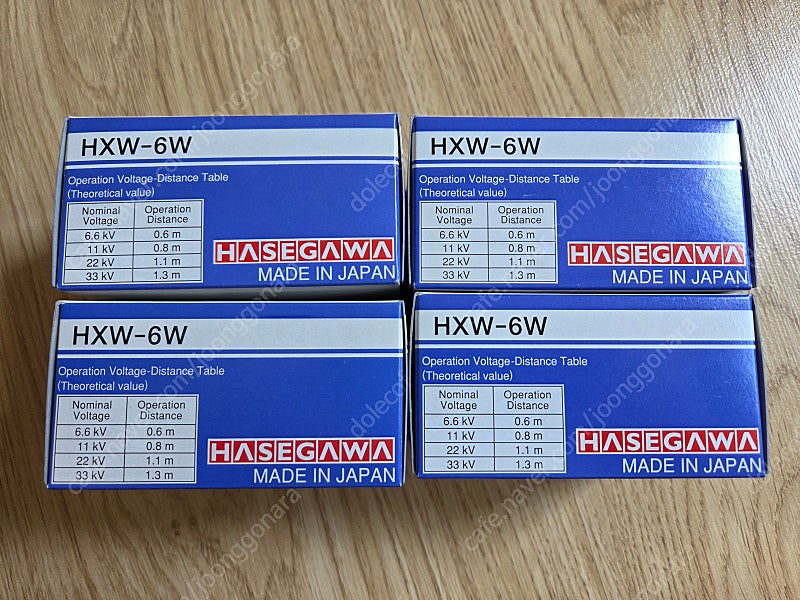 HXW-6W
Operation Voltage-Distance Table
(Theoretical value)
Nominal Voltage Operation Distance
6.6 kV 0.6 m
11 kV 0.8 m
22 kV 1.1 m
33 kV 1.3 m
HASEGAWA
MADE IN JAPAN
HXW-6W
Operation Voltage-Distance Table
(Theoretical value)
Nominal Voltage Operation Distance
6.6 kV 0.6 m
11 kV 0.8 m
22 kV 1.1 m
33 kV 1.3 m
HASEGAWA
MADE IN JAPAN
HXW-6W
Operation Voltage-Distance Table
(Theoretical value)
Nominal Voltage Operation Distance
6.6 kV 0.6 m
11 kV 0.8 m
22 kV 1.1 m
33 kV 1.3 m
HASEGAWA
MADE IN JAPAN
HXW-6W
Operation Voltage-Distance Table
(Theoretical value)
Nominal Voltage Operation Distance
6.6 kV 0.6 m
11 kV 0.8 m
22 kV 1.1 m
33 kV 1.3 m
HASEGAWA
MADE IN JAPAN